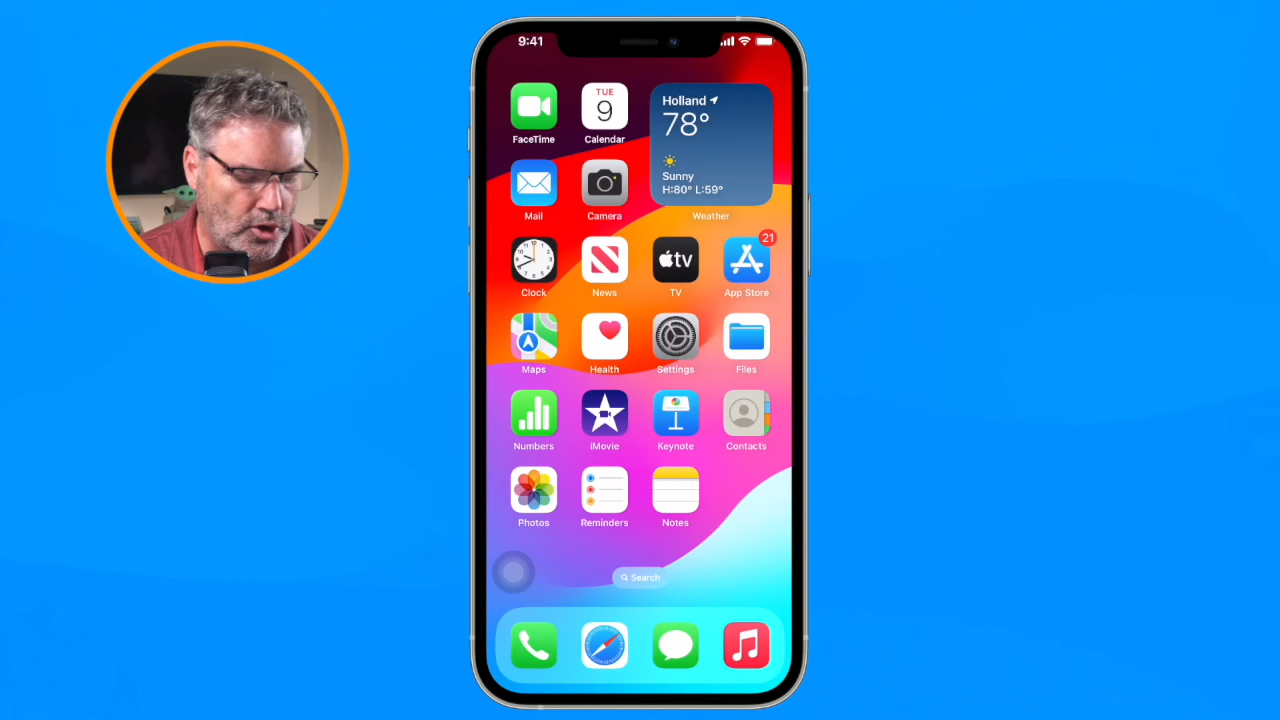 9:41
FaceTime
TUE
9
Calendar
Holland
78°
Sunny
H:80° L:59°
Weather
Mail
Camera
Clock
News
tv
TV
21
App Store
Maps
Health
Settings
Files
Numbers
iMovie
Keynote
Contacts
Photos
Reminders
Notes
Search